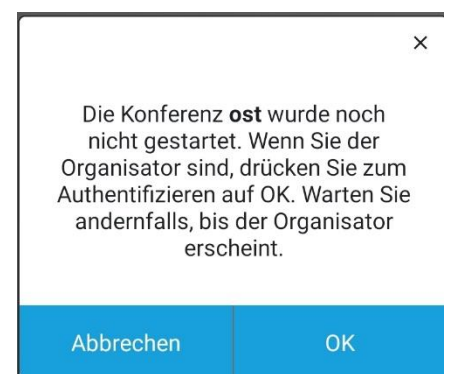 Die Konferenz ost wurde noch
nicht gestartet. Wenn Sie der
Organisator sind, drücken Sie zum
Authentifizieren auf OK. Warten Sie
andernfalls, bis der Organisator
erscheint.
Abbrechen OK